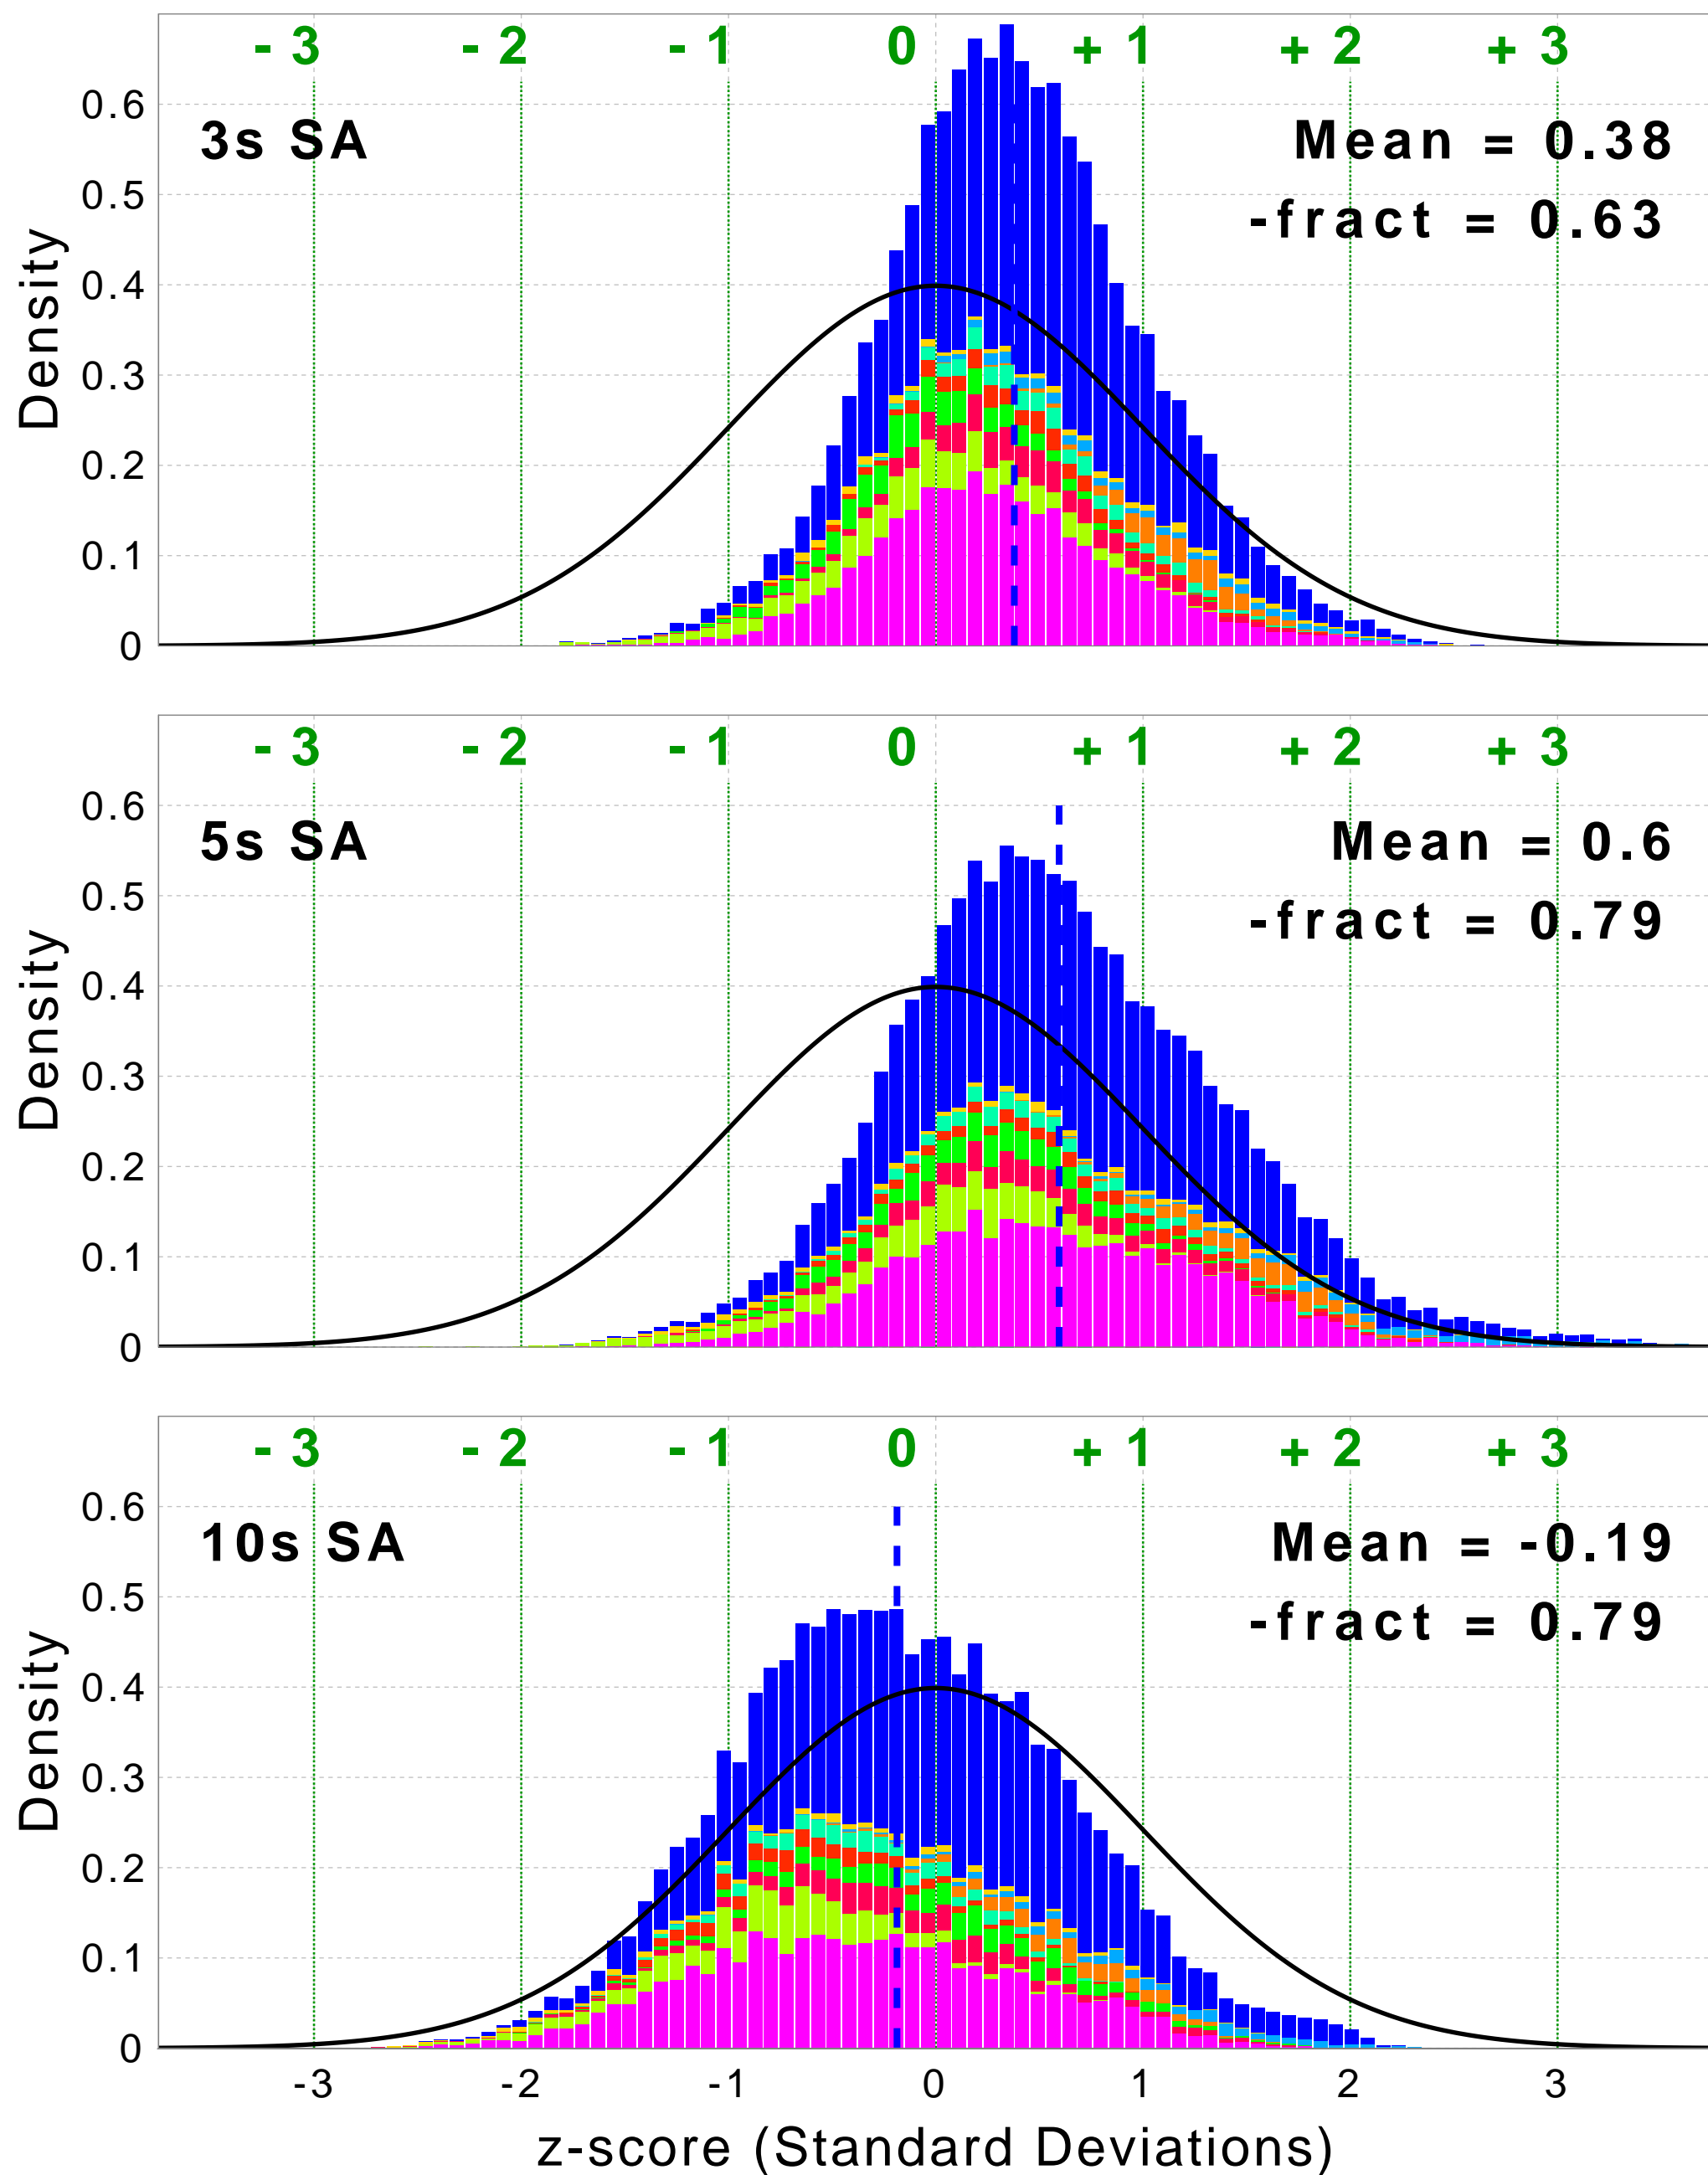 - 3 - 2 - 1 0 + 1 + 2 + 3
0.6
3s SA
Mean = 0.38
0.5
-fract = 0.63
0.4
0.3
0.2
0.1
0
Density
- 3 - 2 - 1 0 + 1 + 2 + 3
0.6
5s SA
Mean = 0.6
0.5
-fract = 0.79
0.4
0.3
0.2
0.1
0
Density
- 3 - 2 - 1 0 + 1 + 2 + 3
0.6
10s SA
Mean = -0.19
0.5
-fract = 0.79
0.4
0.3
0.2
0.1
0
Density
-3 -2 -1 0 1 2 3
z-score (Standard Deviations)